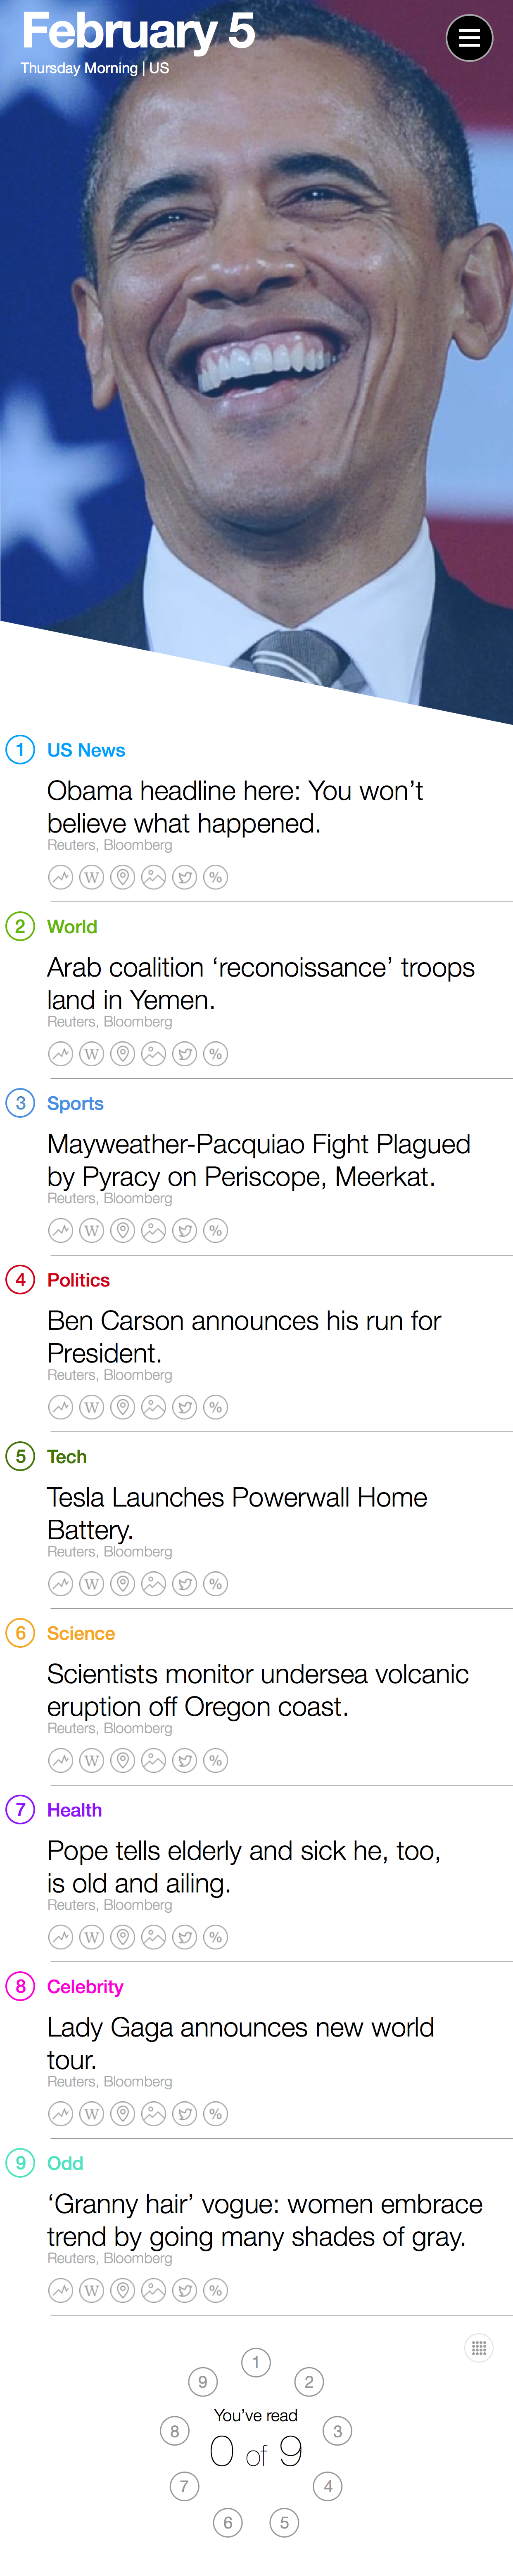 February 5
Thursday Morning | US
1 US News
Obama headline here: You won’t
believe what happened.
Reuters, Bloomberg
W %
2 World
Arab coalition ‘reconoissance’ troops
land in Yemen.
Reuters, Bloomberg
W %
3 Sports
Mayweather-Pacquiao Fight Plagued
by Pyracy on Periscope, Meerkat.
Reuters, Bloomberg
W %
4 Politics
Ben Carson announces his run for
President.
Reuters, Bloomberg
W %
5 Tech
Tesla Launches Powerwall Home
Battery.
Reuters, Bloomberg
W %
6 Science
Scientists monitor undersea volcanic
eruption off Oregon coast.
Reuters, Bloomberg
W %
7 Health
Pope tells elderly and sick he, too,
is old and ailing.
Reuters, Bloomberg
W %
8 Celebrity
Lady Gaga announces new world
tour.
Reuters, Bloomberg
W %
9 Odd
‘Granny hair’ vogue: women embrace
trend by going many shades of gray.
Reuters, Bloomberg
W %
1
9 2
You’ve read
8 3
0 of 9
7 4
6 5